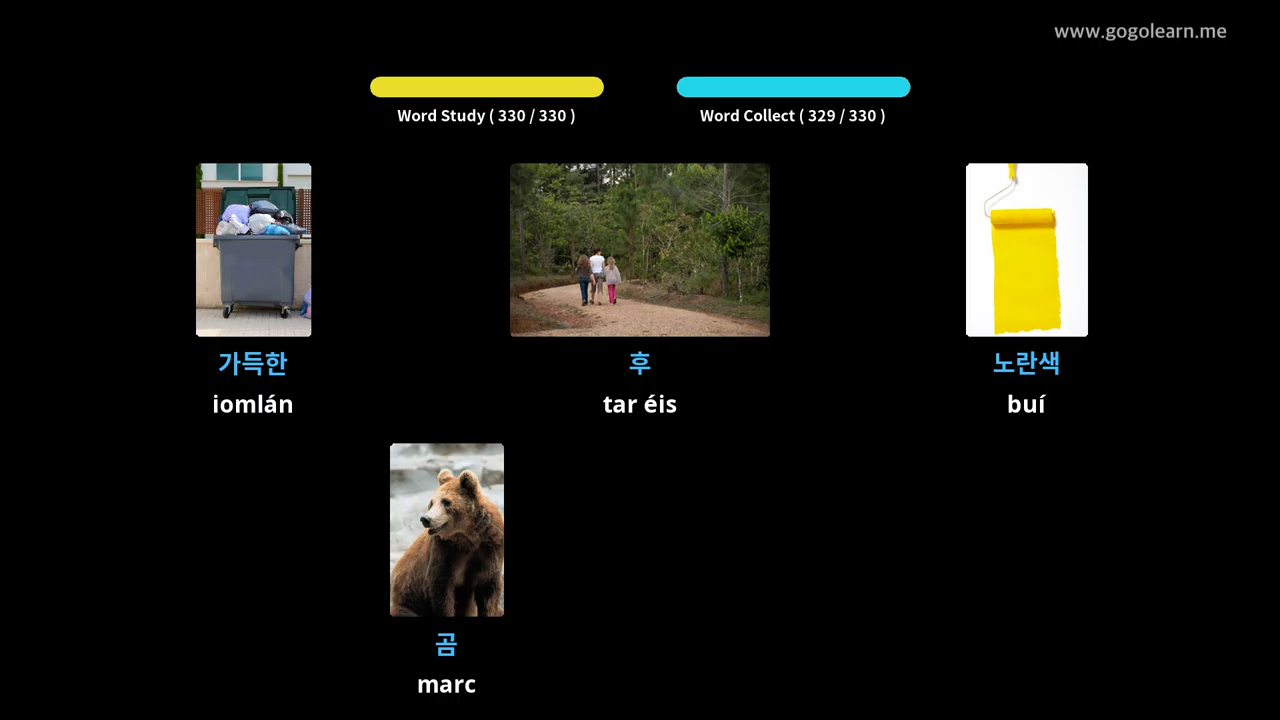 www.gogolearn.me
Word Study ( 330 / 330 )
Word Collect ( 329 / 330 )
가득한
iomlán
후
tar éis
노란색
buí
곰
marc